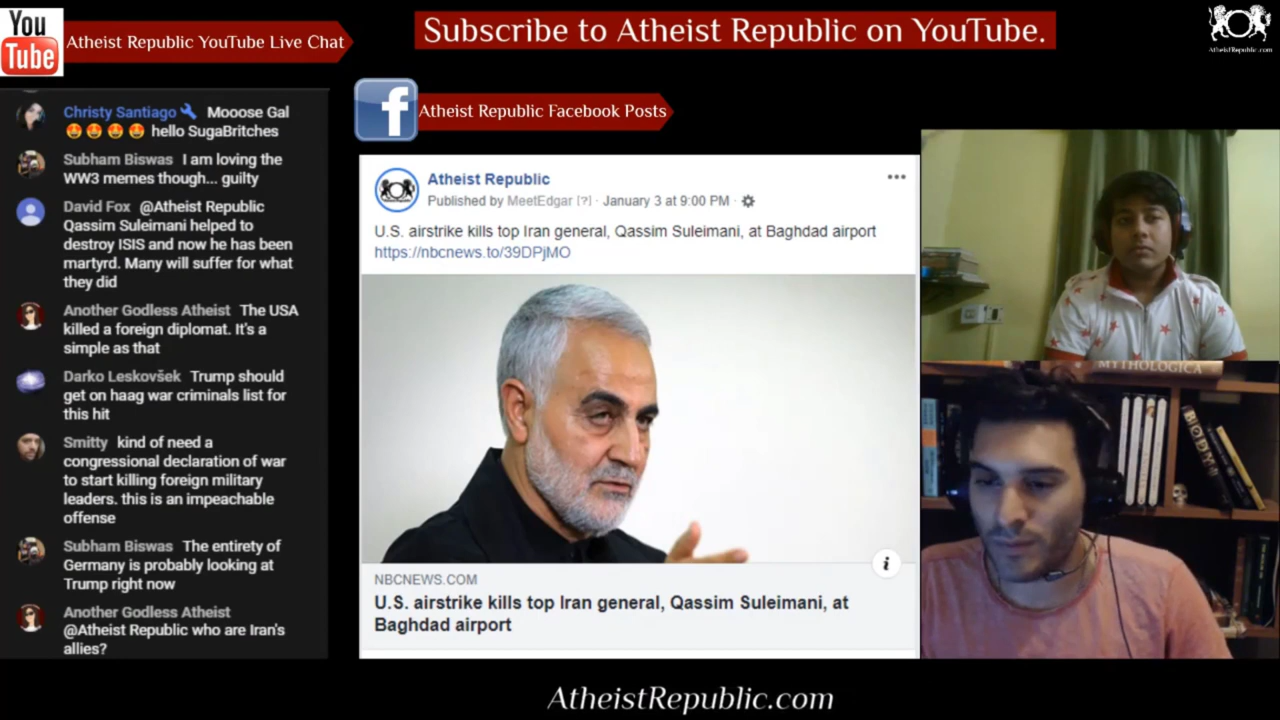 You
Tube
Atheist Republic YouTube Live Chat
Subscribe to Atheist Republic on YouTube.
AtheistRepublic.com
Christy Santiago Mooose Gal
hello SugaBritches
Subham Biswas I am loving the
WW3 memes though... guilty
David Fox @Atheist Republic
Qassim Suleimani helped to
destroy ISIS and now he has been
martyrd. Many will suffer for what
they did
Another Godless Atheist The USA
killed a foreign diplomat. It's a
simple as that
Darko Leskovšek Trump should
get on haag war criminals list for
this hit
Smitty kind of need a
congressional declaration of war
to start killing foreign military
leaders. this is an impeachable
offense
Subham Biswas The entirety of
Germany is probably looking at
Trump right now
Another Godless Atheist
@Atheist Republic who are Iran's
allies?
f
Atheist Republic Facebook Posts
Atheist Republic
Published by MeetEdgar [?] · January 3 at 9:00 PM ·
U.S. airstrike kills top Iran general, Qassim Suleimani, at Baghdad airport
https://nbcnews.to/39DPjMO
i
NBCNEWS.COM
U.S. airstrike kills top Iran general, Qassim Suleimani, at
Baghdad airport
MYTHOLOGICA
AtheistRepublic.com